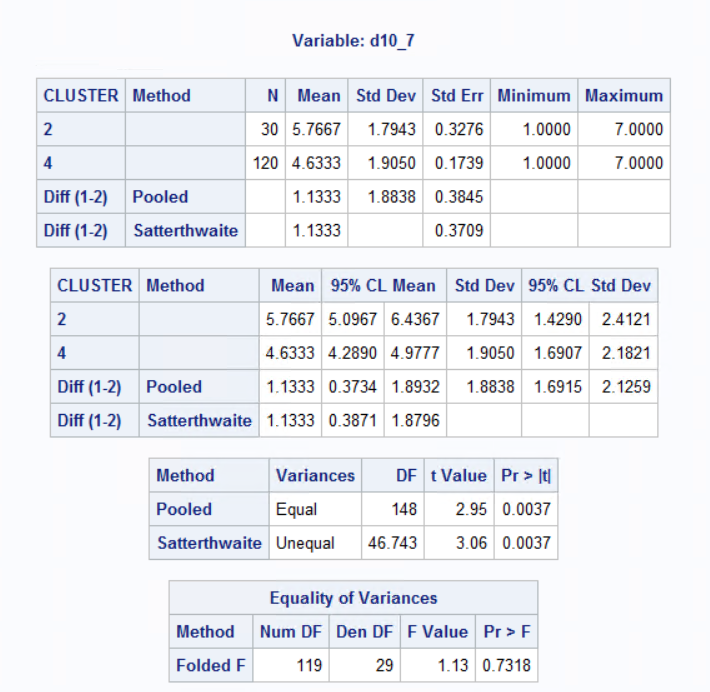 Variable: d10_7
CLUSTER Method N Mean Std Dev Std Err Minimum Maximum
2 30 5.7667 1.7943 0.3276 1.0000 7.0000
4 120 4.6333 1.9050 0.1739 1.0000 7.0000
Diff (1-2) Pooled 1.1333 1.8838 0.3845
Diff (1-2) Satterthwaite 1.1333 0.3709
CLUSTER Method Mean 95% CL Mean Std Dev 95% CL Std Dev
2 5.7667 5.0967 6.4367 1.7943 1.4290 2.4121
4 4.6333 4.2890 4.9777 1.9050 1.6907 2.1821
Diff (1-2) Pooled 1.1333 0.3734 1.8932 1.8838 1.6915 2.1259
Diff (1-2) Satterthwaite 1.1333 0.3871 1.8796
Method Variances DF t Value Pr > |t|
Pooled Equal 148 2.95 0.0037
Satterthwaite Unequal 46.743 3.06 0.0037
Equality of Variances
Method Num DF Den DF F Value Pr > F
Folded F 119 29 1.13 0.7318